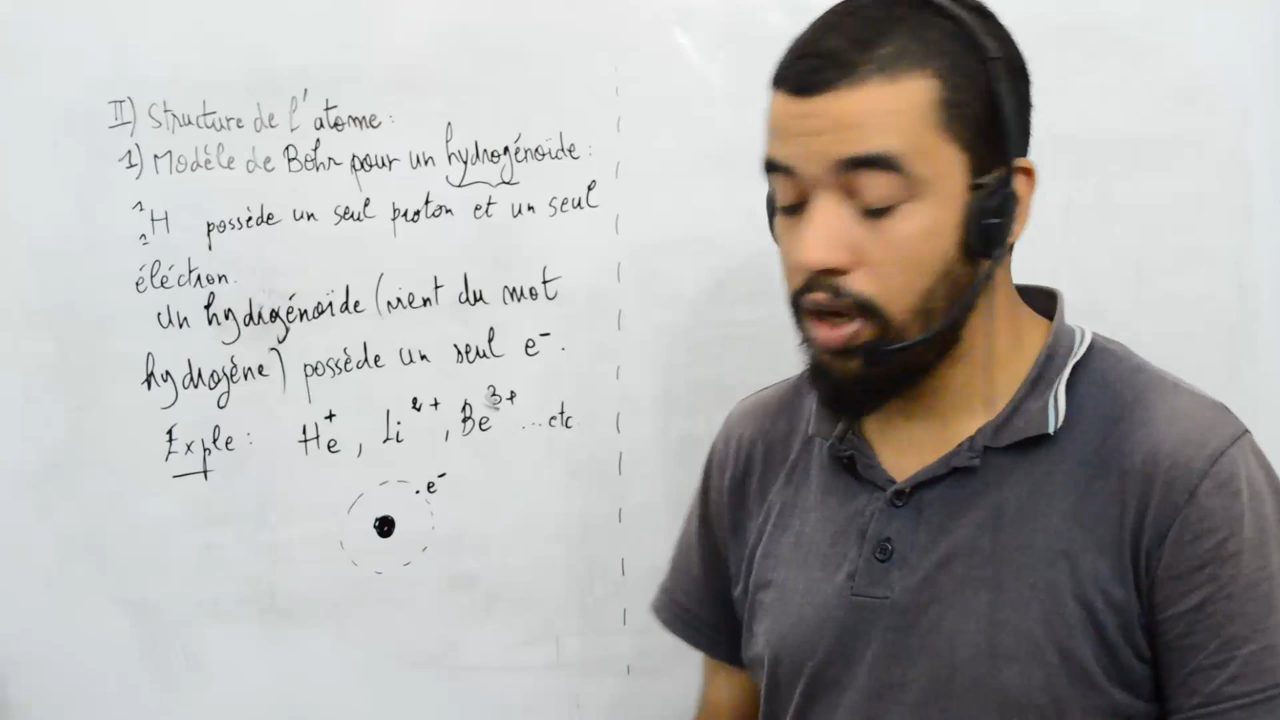 II) Structure de l'atome:
1) Modèle de Bohr pour un hydrogénoïde:
¹₁H possède un seul proton et un seul
éléctron.
Un hydrogénoïde (vient du mot
hydrogène) possède un seul e⁻.
Exple: He⁺, Li²⁺, Be³⁺ ...etc
e⁻